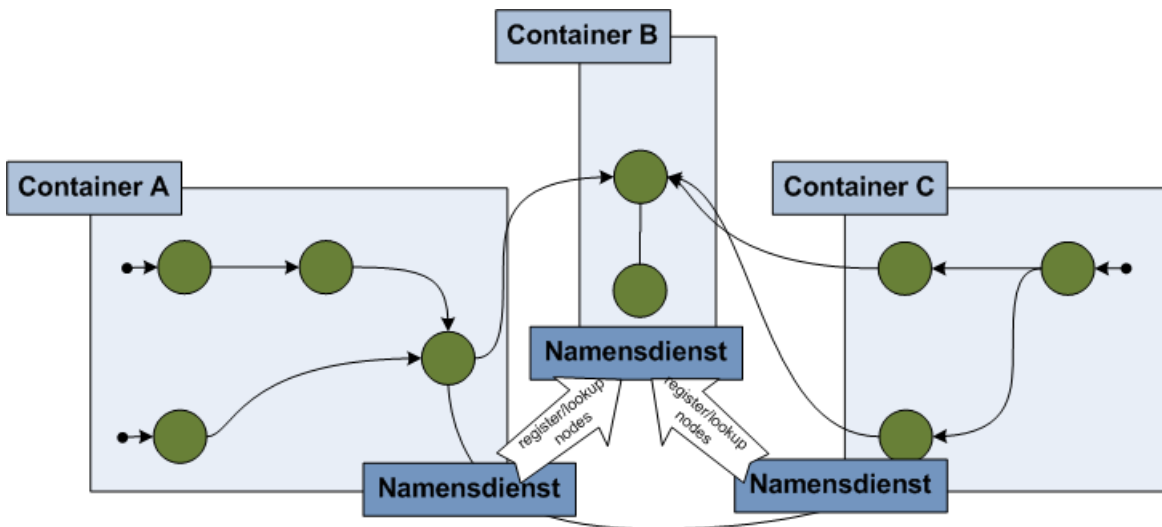 Container B
Container A
Container C
Namensdienst
register/lookup
nodes
register/lookup
nodes
Namensdienst
Namensdienst